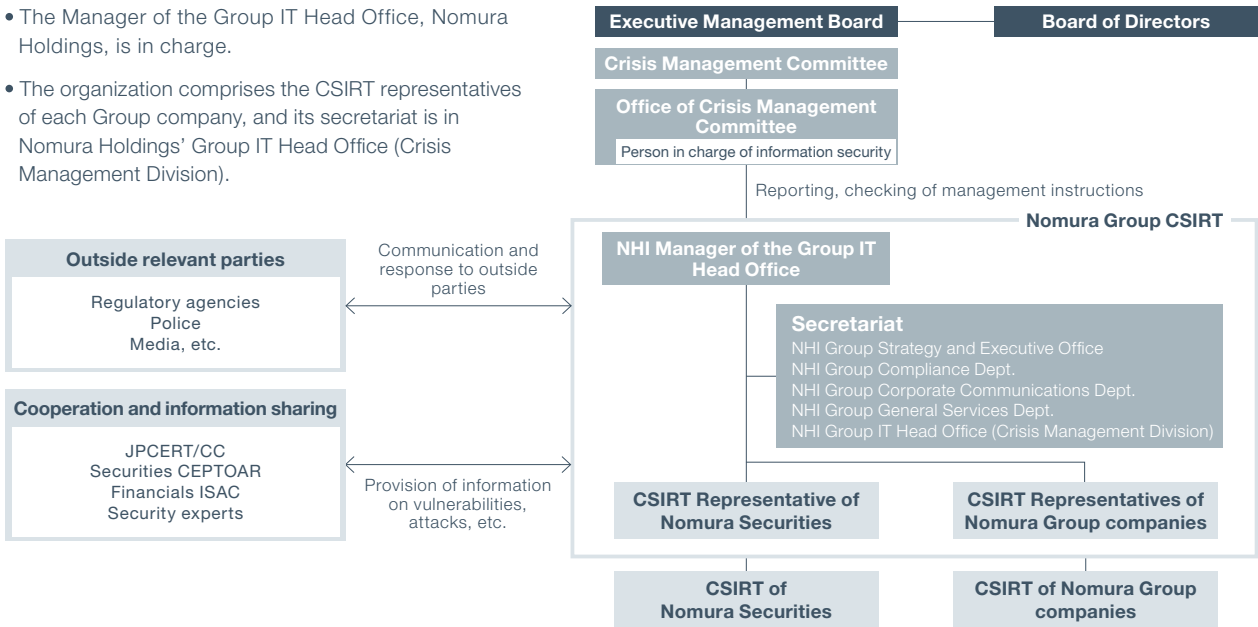 • The Manager of the Group IT Head Office, Nomura
Holdings, is in charge.
• The organization comprises the CSIRT representatives
of each Group company, and its secretariat is in
Nomura Holdings’ Group IT Head Office (Crisis
Management Division).
Executive Management Board
Board of Directors
Crisis Management Committee
Office of Crisis Management
Committee
Person in charge of information security
Reporting, checking of management instructions
Nomura Group CSIRT
NHI Manager of the Group IT
Head Office
Outside relevant parties
Regulatory agencies
Police
Media, etc.
Communication and
response to outside
parties
Secretariat
NHI Group Strategy and Executive Office
NHI Group Compliance Dept.
NHI Group Corporate Communications Dept.
NHI Group General Services Dept.
NHI Group IT Head Office (Crisis Management Division)
Cooperation and information sharing
JPCERT/CC
Securities CEPTOAR
Financials ISAC
Security experts
Provision of information
on vulnerabilities,
attacks, etc.
CSIRT Representative of
Nomura Securities
CSIRT Representatives of
Nomura Group companies
CSIRT of
Nomura Securities
CSIRT of Nomura Group
companies